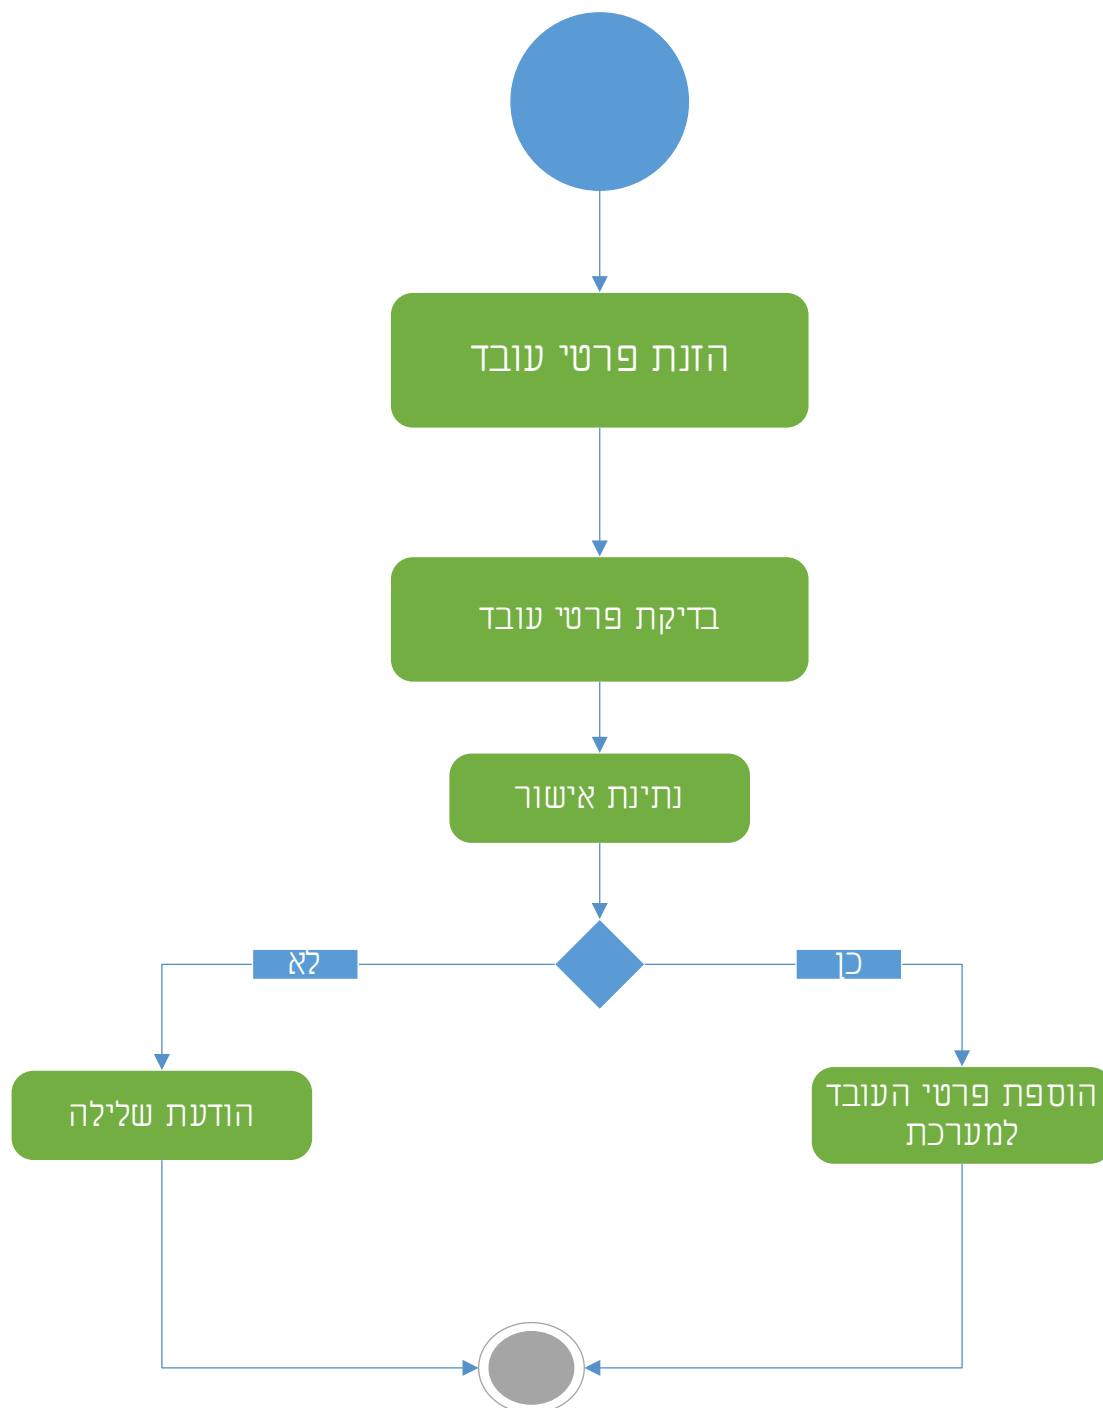 הזנת פרטי עובד
בדיקת פרטי עובד
נתינת אישור
כן
לא
הוספת פרטי העובד
למערכת
הודעת שלילה